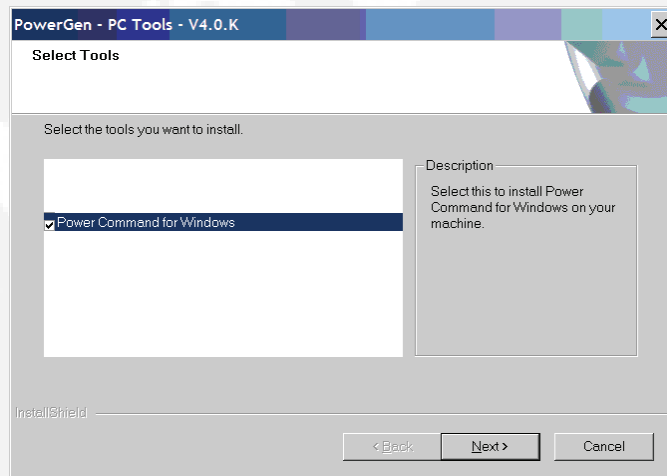 PowerGen - PC Tools - V4.0.K
Select Tools
Select the tools you want to install.
Description
Select this to install Power
Command for Windows on your
machine.
Power Command for Windows
InstallShield
< Back
Next >
Cancel